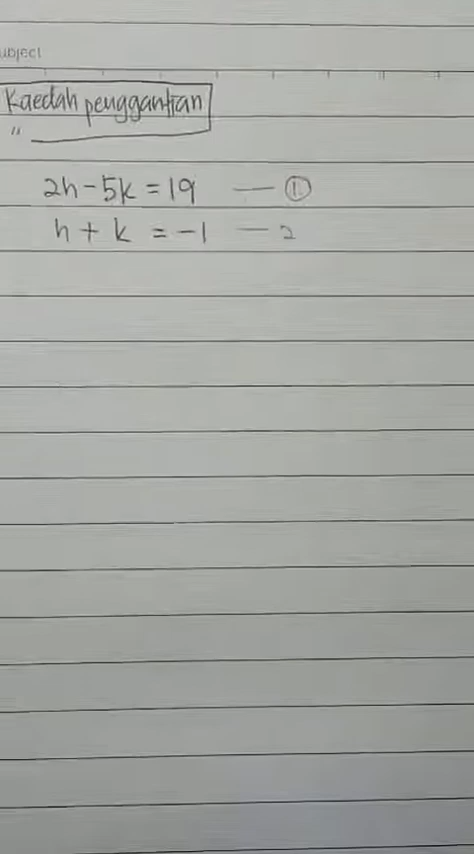 ubject
Kaedah penggantian
"
2h - 5k = 19 — ①
h + k = -1 — 2